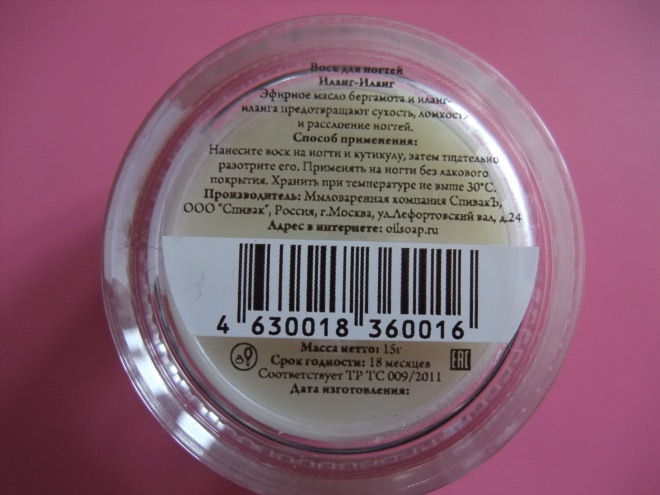 Воск для ногтей
Иланг-Иланг
Эфирное масло бергамота и иланг-
иланга предотвращают сухость, ломкость
и расслоение ногтей.
Способ применения:
Нанесите воск на ногти и кутикулу, затем тщательно
разотрите его. Применять на ногти без лакового
покрытия. Хранить при температуре не выше 30°С.
Производитель: Мыловаренная компания СпивакЪ,
ООО "Спивак", Россия, г.Москва, ул.Лефортовский вал, д.24
Адрес в интернете: oilsoap.ru
4 630018 360016
Масса нетто: 15г
Срок годности: 18 месяцев
Соответствует ТР ТС 009/2011
Дата изготовления:
EAC